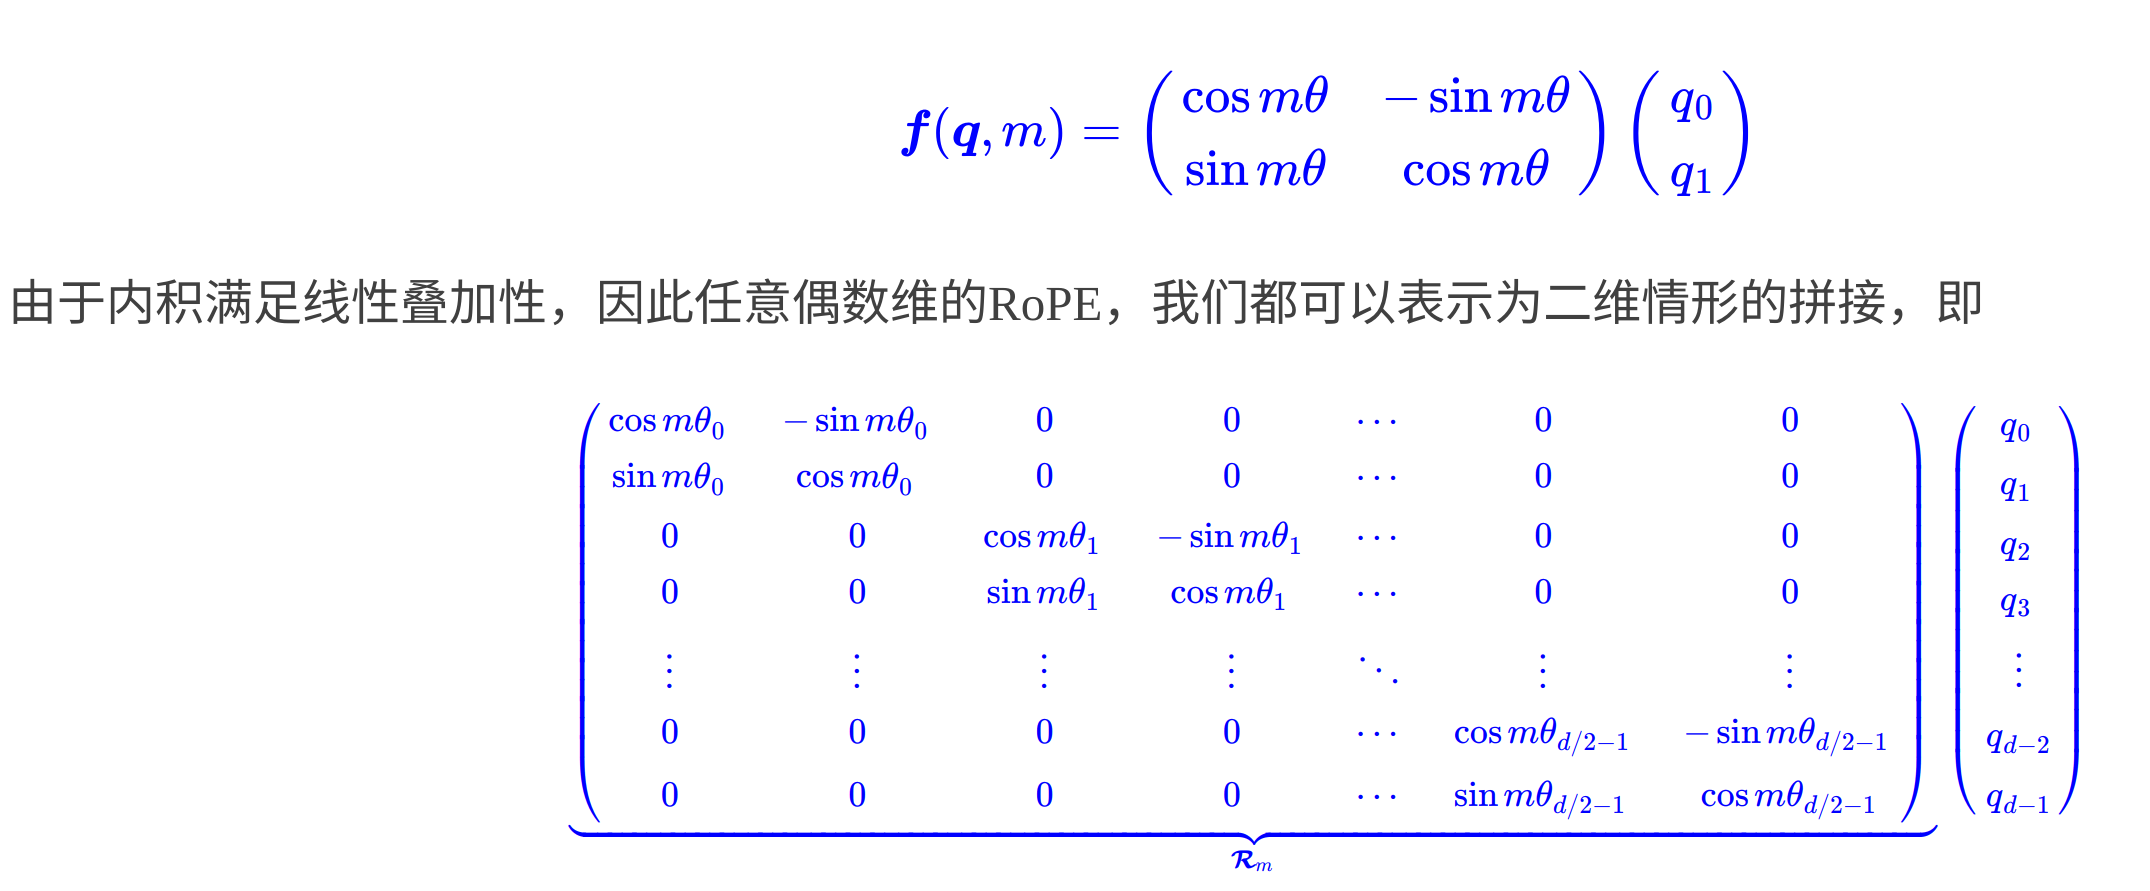 f(q, m) = \begin{pmatrix} \cos m\theta & -\sin m\theta \\ \sin m\theta & \cos m\theta \end{pmatrix} \begin{pmatrix} q_0 \\ q_1 \end{pmatrix}
由于内积满足线性叠加性，因此任意偶数维的RoPE，我们都可以表示为二维情形的拼接，即
\underbrace{\begin{pmatrix} \cos m\theta_0 & -\sin m\theta_0 & 0 & 0 & \cdots & 0 & 0 \\ \sin m\theta_0 & \cos m\theta_0 & 0 & 0 & \cdots & 0 & 0 \\ 0 & 0 & \cos m\theta_1 & -\sin m\theta_1 & \cdots & 0 & 0 \\ 0 & 0 & \sin m\theta_1 & \cos m\theta_1 & \cdots & 0 & 0 \\ \vdots & \vdots & \vdots & \vdots & \ddots & \vdots & \vdots \\ 0 & 0 & 0 & 0 & \cdots & \cos m\theta_{d/2-1} & -\sin m\theta_{d/2-1} \\ 0 & 0 & 0 & 0 & \cdots & \sin m\theta_{d/2-1} & \cos m\theta_{d/2-1} \end{pmatrix}}_{\mathcal{R}_m} \begin{pmatrix} q_0 \\ q_1 \\ q_2 \\ q_3 \\ \vdots \\ q_{d-2} \\ q_{d-1} \end{pmatrix}